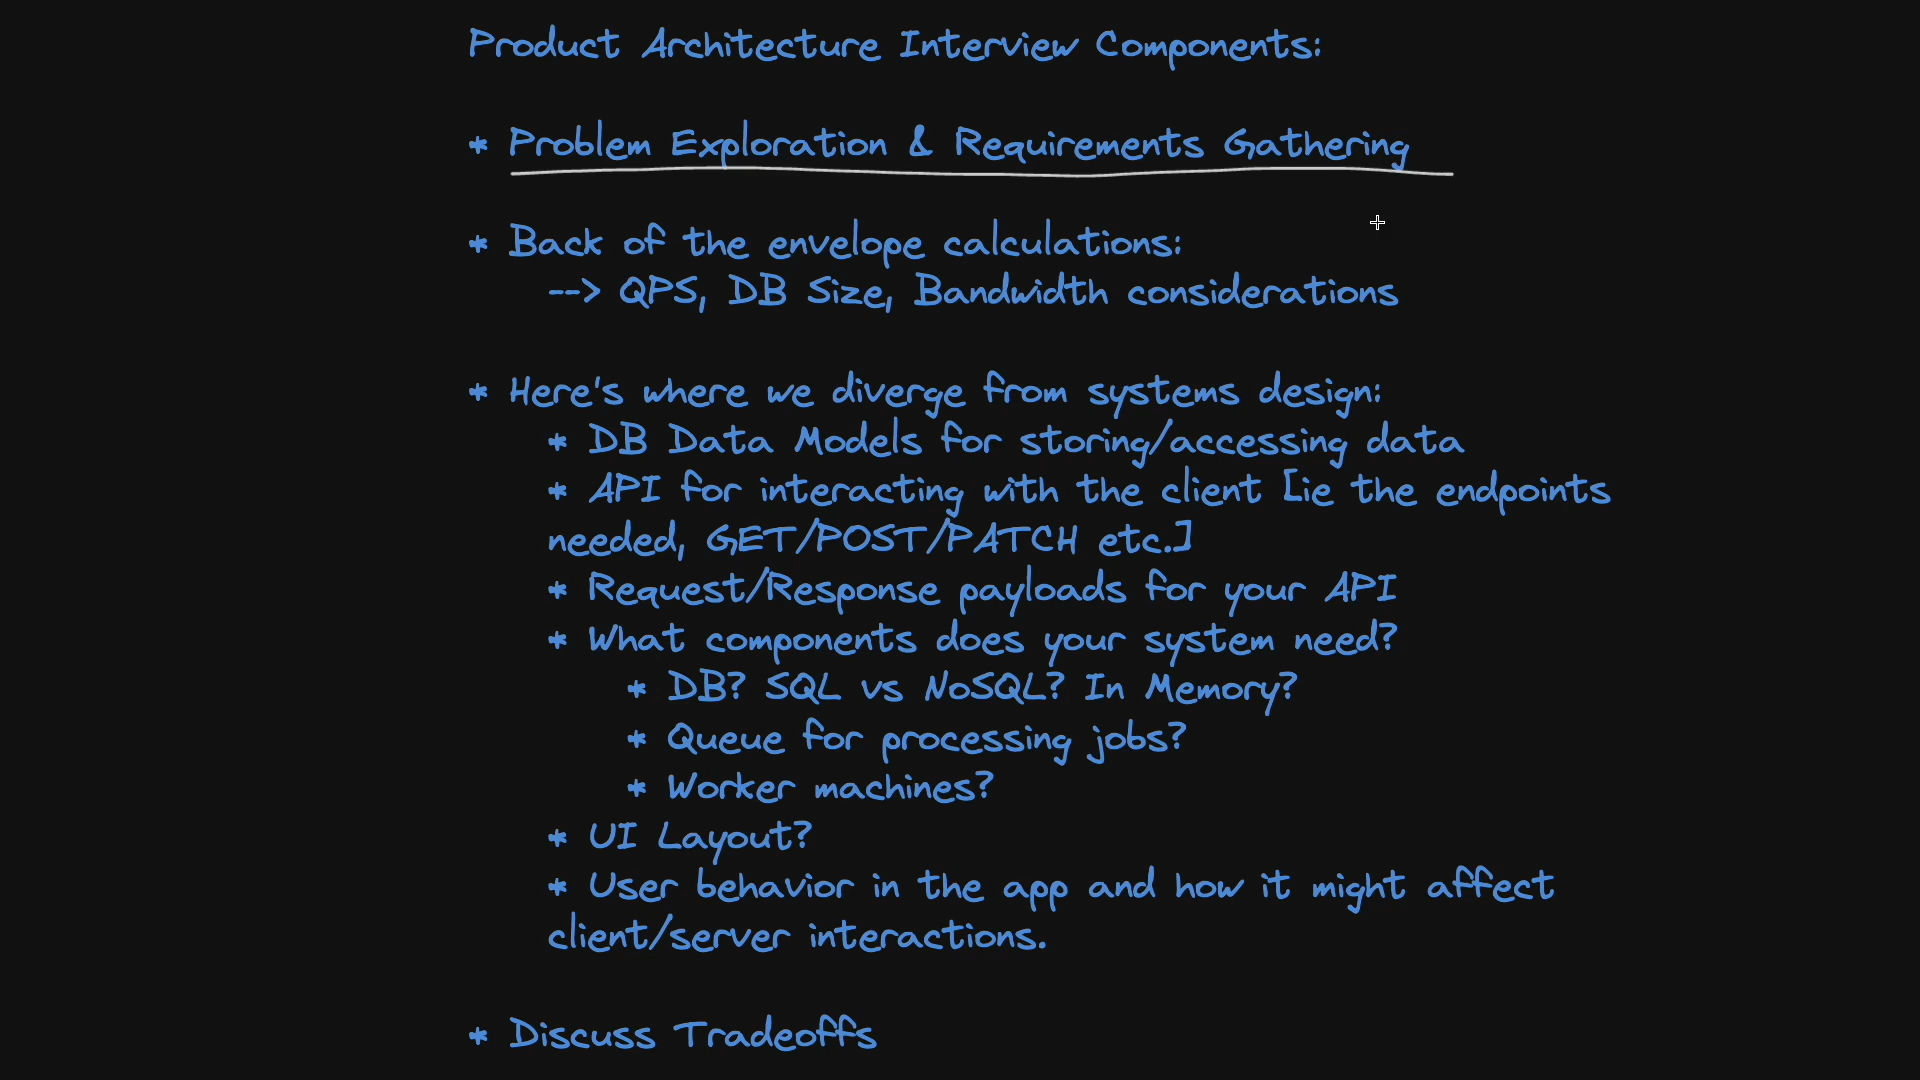 Product Architecture Interview Components:
* Problem Exploration & Requirements Gathering
* Back of the envelope calculations:
--> QPS, DB Size, Bandwidth considerations
* Here's where we diverge from systems design:
* DB Data Models for storing/accessing data
* API for interacting with the client [ie the endpoints
needed, GET/POST/PATCH etc.]
* Request/Response payloads for your API
* What components does your system need?
* DB? SQL vs NoSQL? In Memory?
* Queue for processing jobs?
* Worker machines?
* UI Layout?
* User behavior in the app and how it might affect
client/server interactions.
* Discuss Tradeoffs